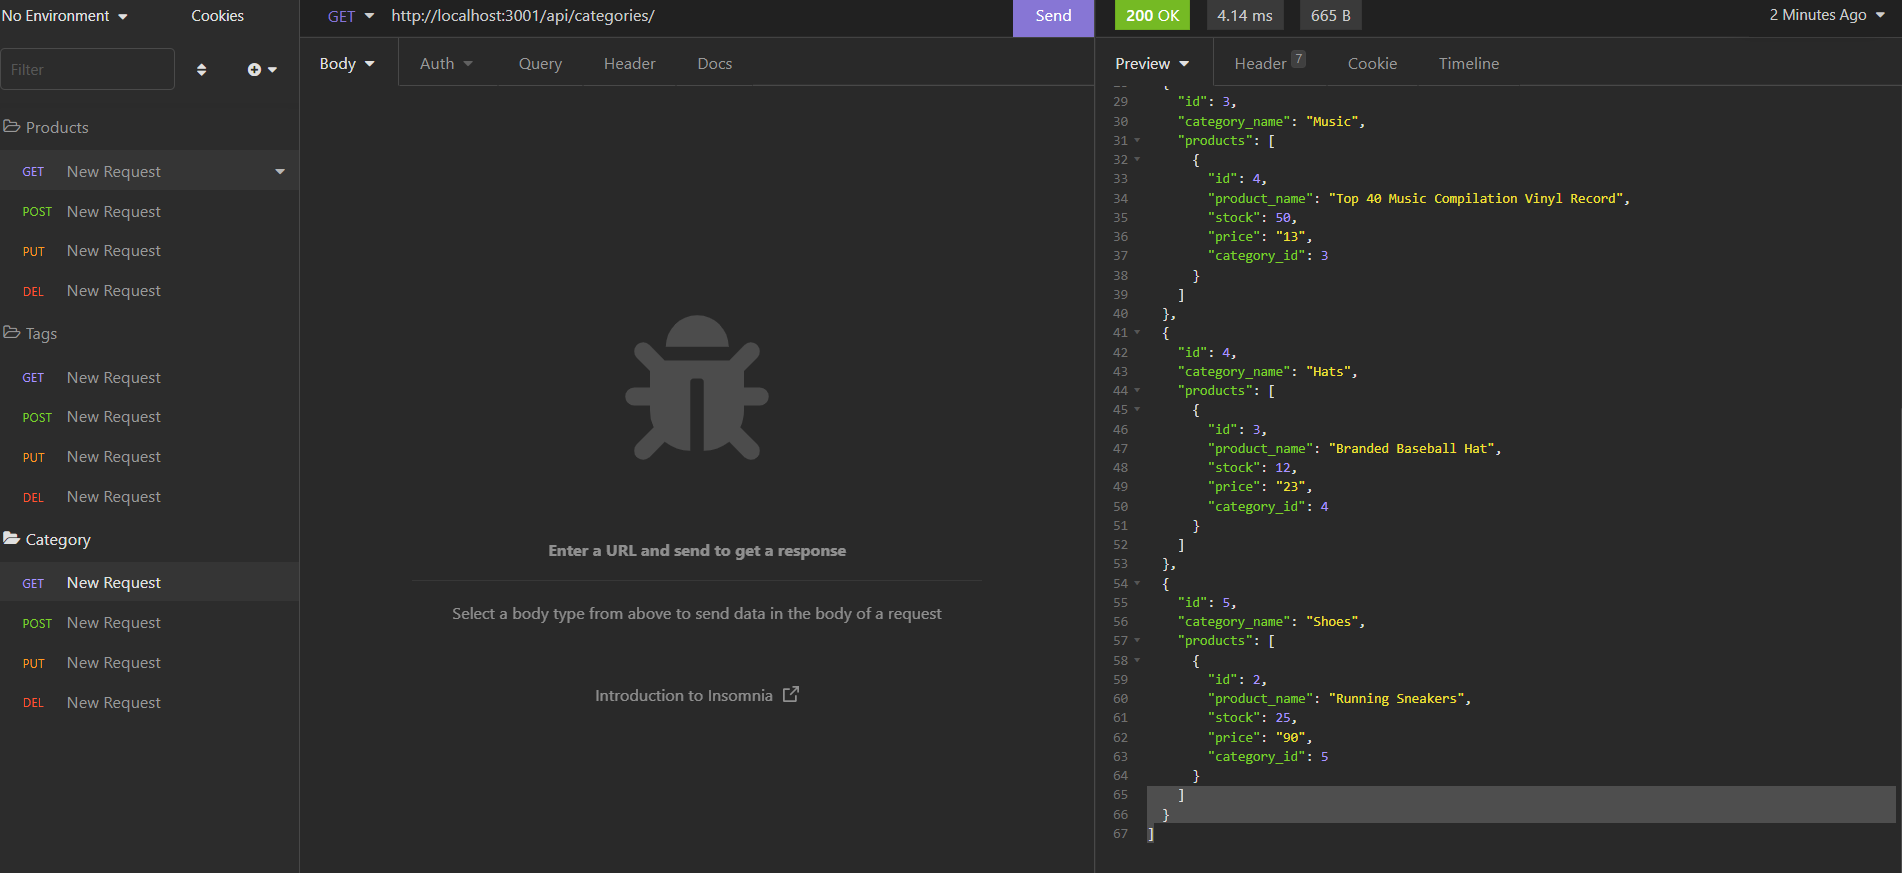 No Environment
Cookies
Filter
Products
GET New Request
POST New Request
PUT New Request
DEL New Request
Tags
GET New Request
POST New Request
PUT New Request
DEL New Request
Category
GET New Request
POST New Request
PUT New Request
DEL New Request
GET http://localhost:3001/api/categories/ Send
Body Auth Query Header Docs
Enter a URL and send to get a response
Select a body type from above to send data in the body of a request
Introduction to Insomnia
200 OK 4.14 ms 665 B 2 Minutes Ago
Preview Header 7 Cookie Timeline
28 {
29 "id": 3,
30 "category_name": "Music",
31 "products": [
32 {
33 "id": 4,
34 "product_name": "Top 40 Music Compilation Vinyl Record",
35 "stock": 50,
36 "price": "13",
37 "category_id": 3
38 }
39 ]
40 },
41 {
42 "id": 4,
43 "category_name": "Hats",
44 "products": [
45 {
46 "id": 3,
47 "product_name": "Branded Baseball Hat",
48 "stock": 12,
49 "price": "23",
50 "category_id": 4
51 }
52 ]
53 },
54 {
55 "id": 5,
56 "category_name": "Shoes",
57 "products": [
58 {
59 "id": 2,
60 "product_name": "Running Sneakers",
61 "stock": 25,
62 "price": "90",
63 "category_id": 5
64 }
65 ]
66 }
67 ]